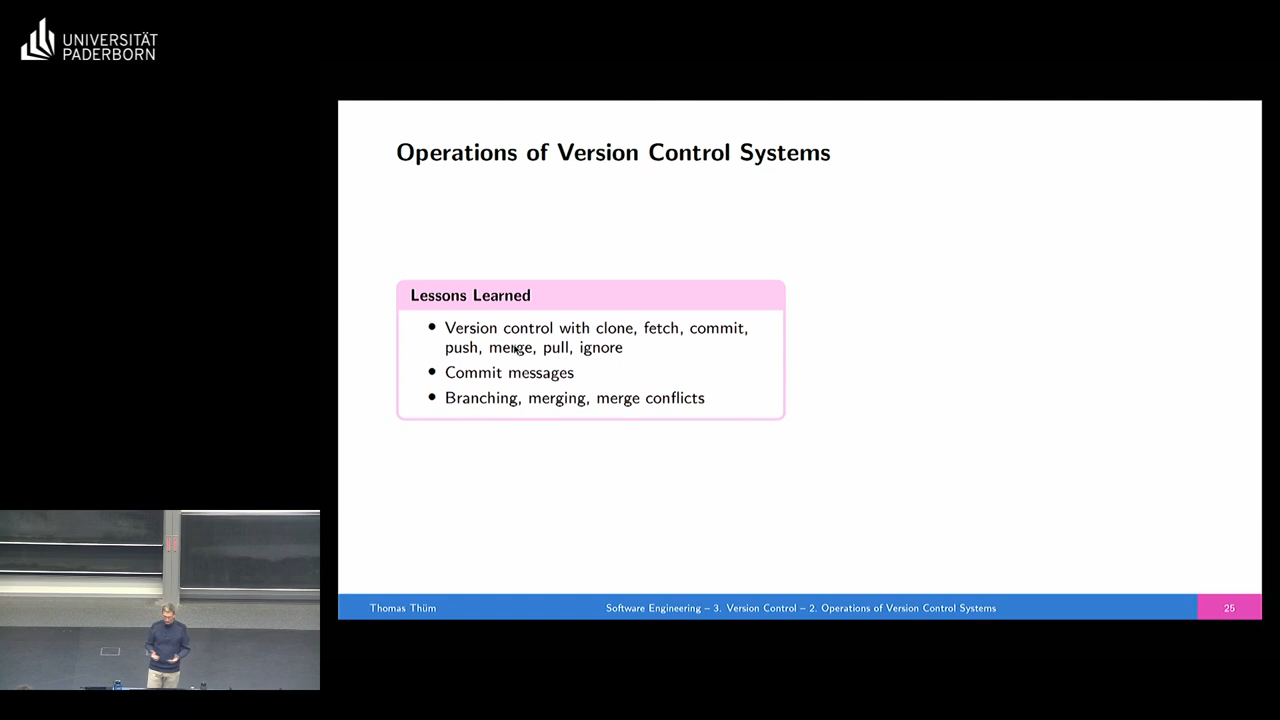 UNIVERSITÄT
PADERBORN
Operations of Version Control Systems
Lessons Learned
• Version control with clone, fetch, commit,
push, merge, pull, ignore
• Commit messages
• Branching, merging, merge conflicts
Thomas Thüm
Software Engineering – 3. Version Control – 2. Operations of Version Control Systems
25